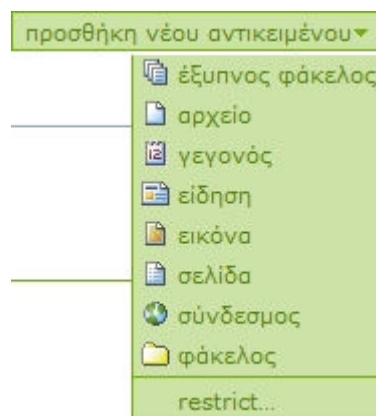 προσθήκη νέου αντικειμένου
έξυπνος φάκελος
αρχείο
γεγονός
είδηση
εικόνα
σελίδα
σύνδεσμος
φάκελος
restrict...